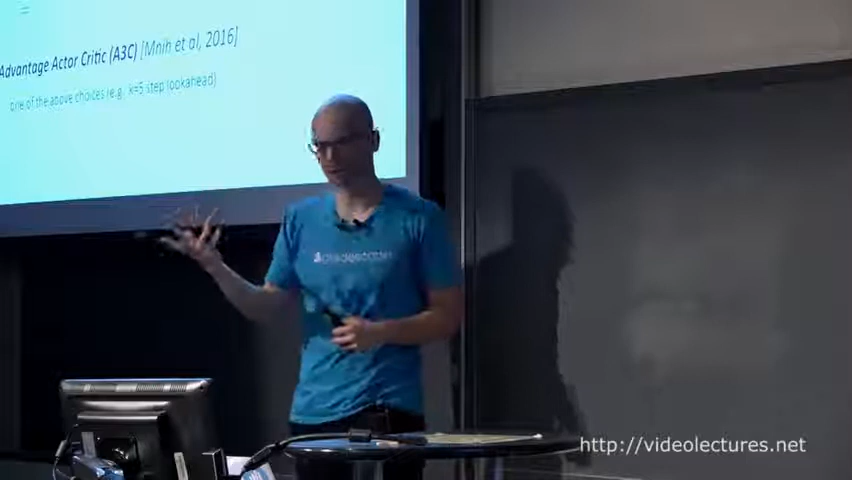 Advantage Actor Critic (A3C) [Mnih et al, 2016]
one of the above choices (e.g. k=5 step lookahead)
http://videolectures.net